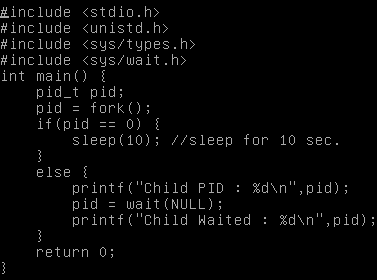 #include <stdio.h>
#include <unistd.h>
#include <sys/types.h>
#include <sys/wait.h>
int main() {
    pid_t pid;
    pid = fork();
    if(pid == 0) {
        sleep(10); //sleep for 10 sec.
    }
    else {
        printf("Child PID : %d\n",pid);
        pid = wait(NULL);
        printf("Child Waited : %d\n",pid);
    }
    return 0;
}